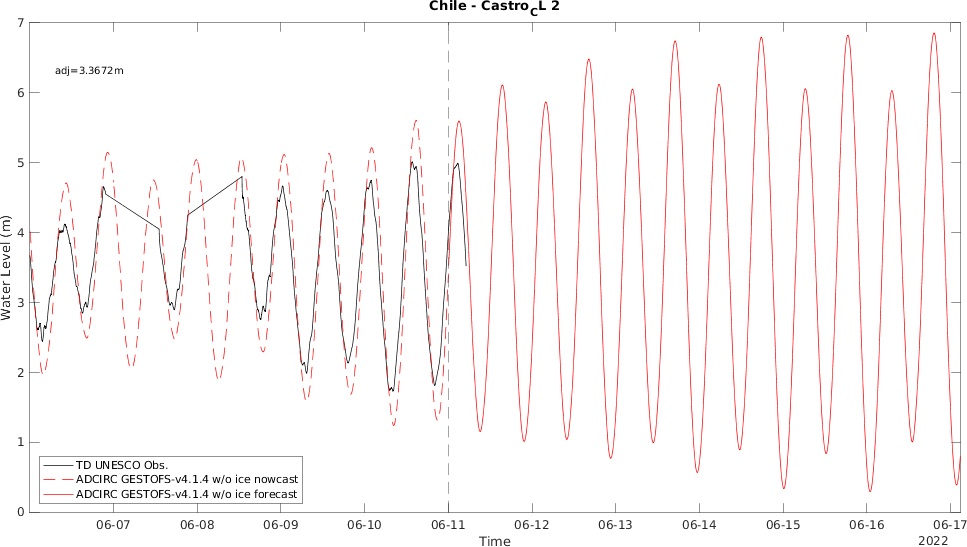 Chile - Castro_CL 2
7
adj=3.3672m
6
5
4
3
2
1
0
Water Level (m)
TD UNESCO Obs.
ADCIRC GESTOFS-v4.1.4 w/o ice nowcast
ADCIRC GESTOFS-v4.1.4 w/o ice forecast
06-07 06-08 06-09 06-10 06-11 06-12 06-13 06-14 06-15 06-16 06-17
Time
2022